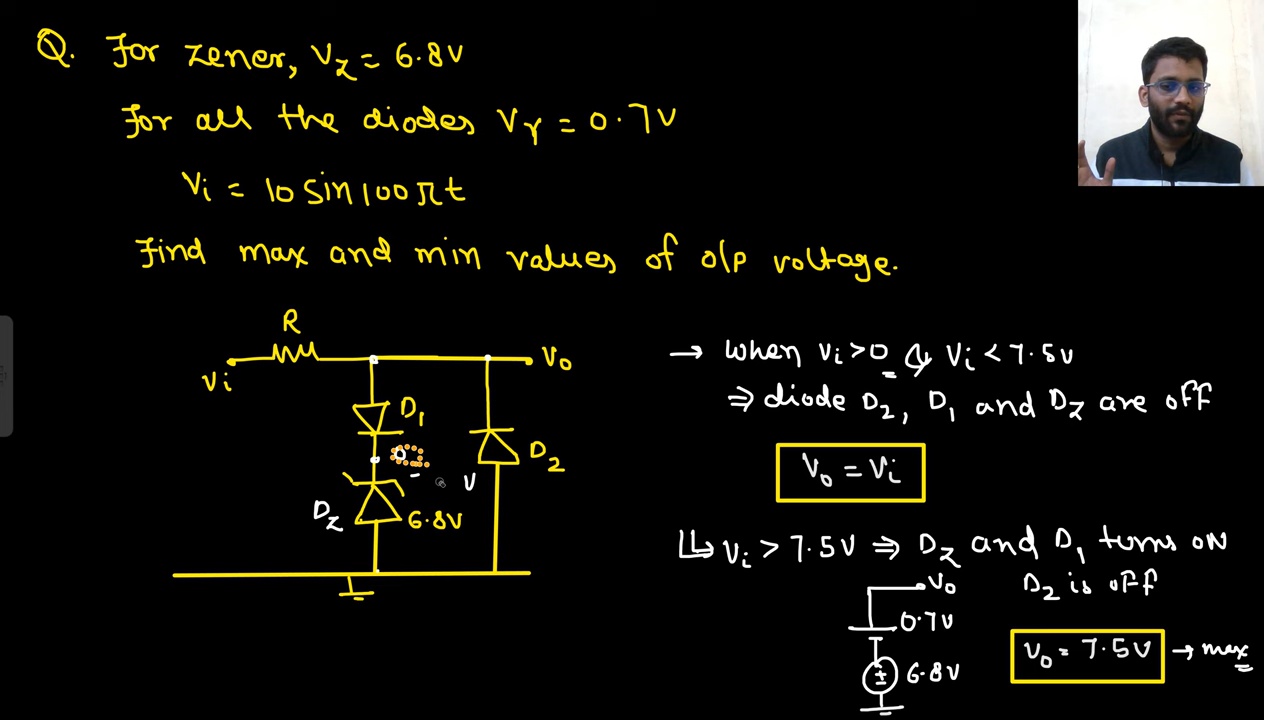 Q. For zener, Vz = 6.8V
For all the diodes Vγ = 0.7V
Vi = 10 sin 100πt
Find max and min values of o/p voltage.
R
Vi
Vo
D1
D2
Dz
6.8V
0
-
V
→ when Vi > 0 & Vi < 7.5V
⇒ diode D2, D1 and Dz are off
Vo = Vi
↳ Vi > 7.5V ⇒ Dz and D1 turns ON
D2 is off
Vo
0.7V
6.8V
Vo = 7.5V → max